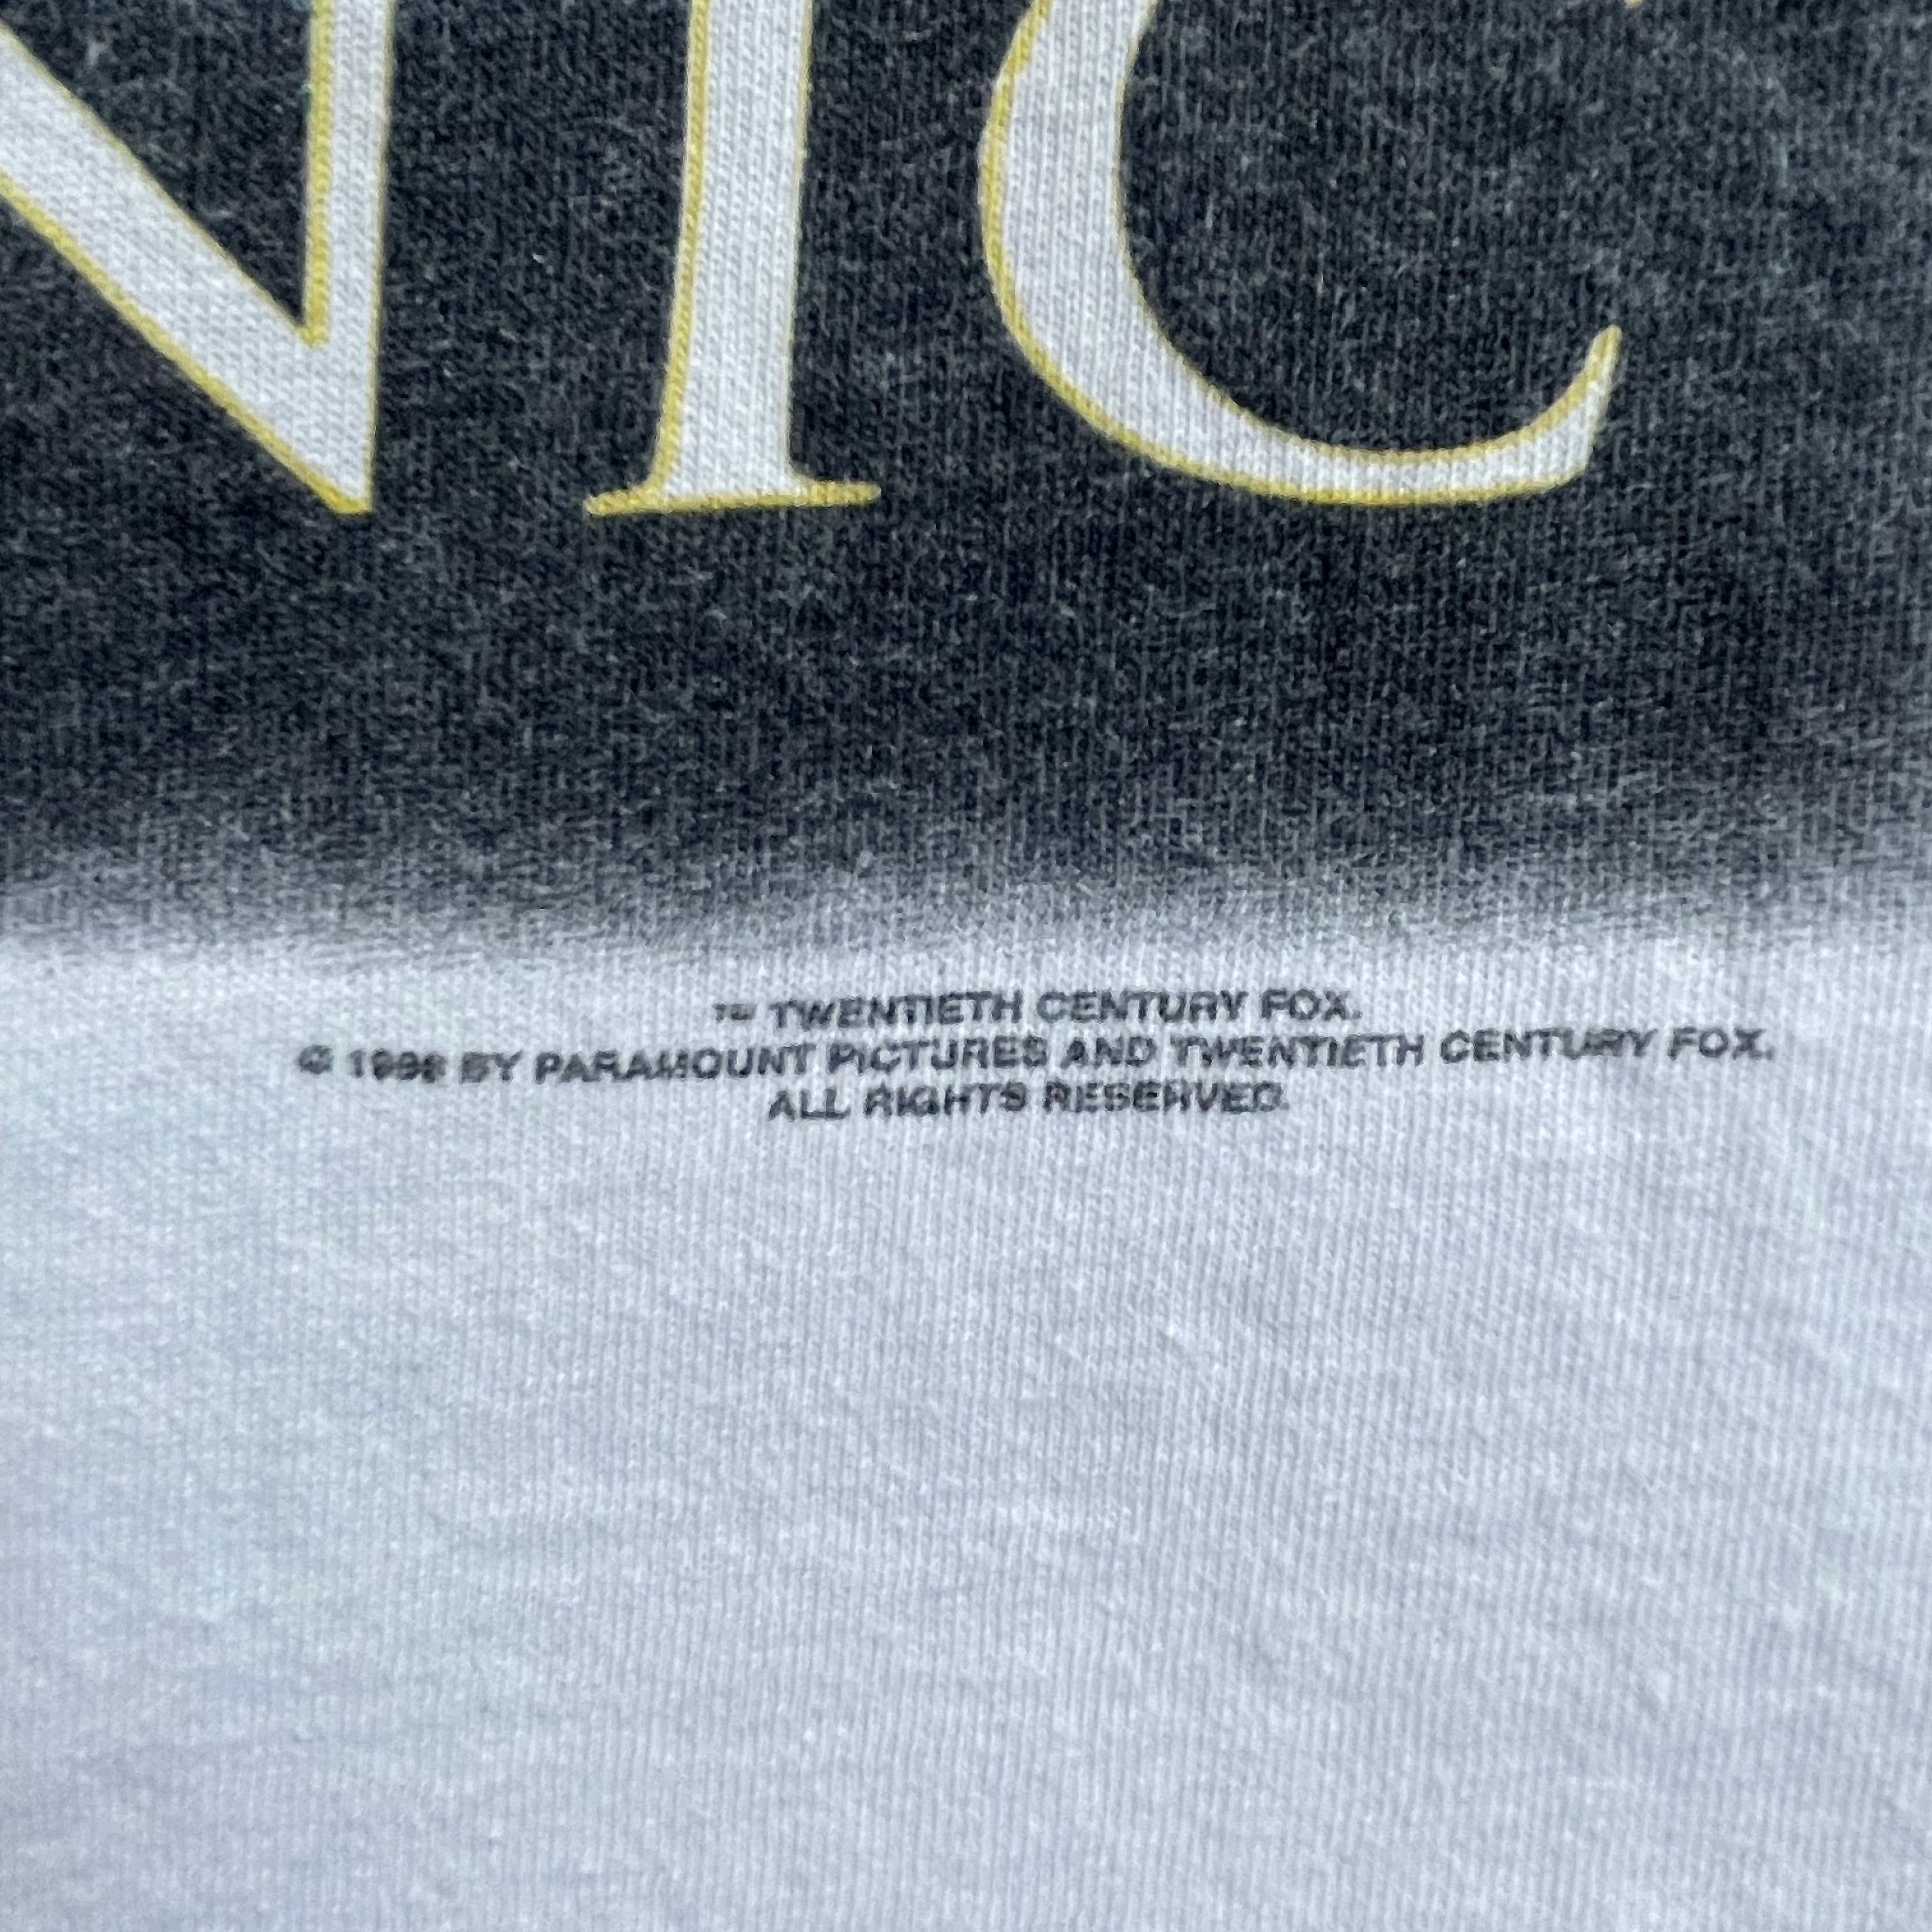 NIC
™ TWENTIETH CENTURY FOX.
© 1998 BY PARAMOUNT PICTURES AND TWENTIETH CENTURY FOX.
ALL RIGHTS RESERVED.